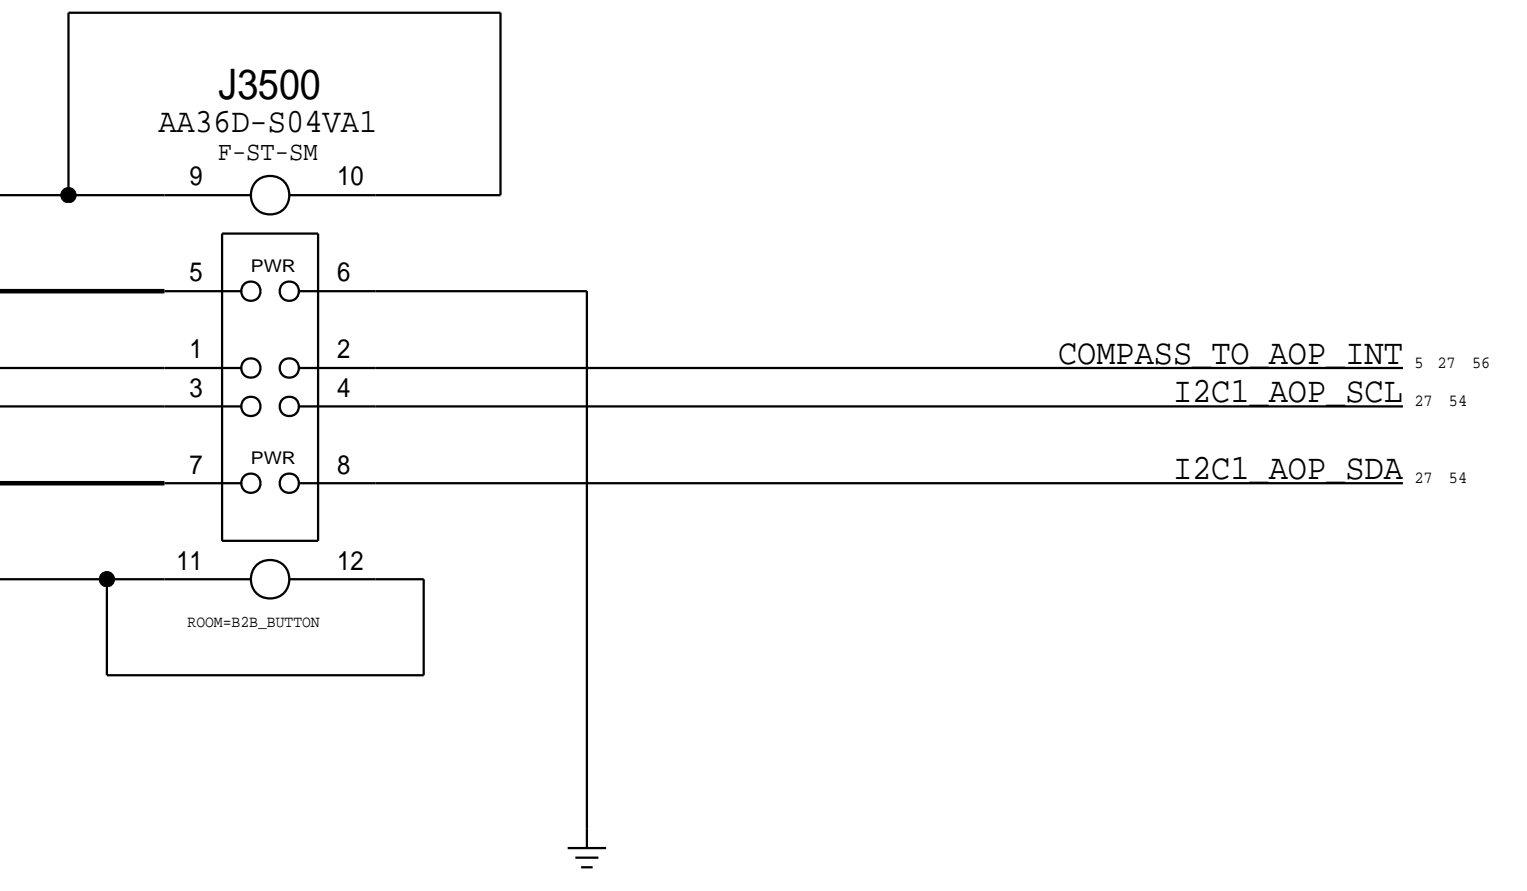 J3500
AA36D-S04VA1
F-ST-SM
9 10
5 PWR 6
1 2
COMPASS_TO_AOP_INT 5 27 56
3 4
I2C1_AOP_SCL 27 54
7 PWR 8
I2C1_AOP_SDA 27 54
11 12
ROOM=B2B_BUTTON